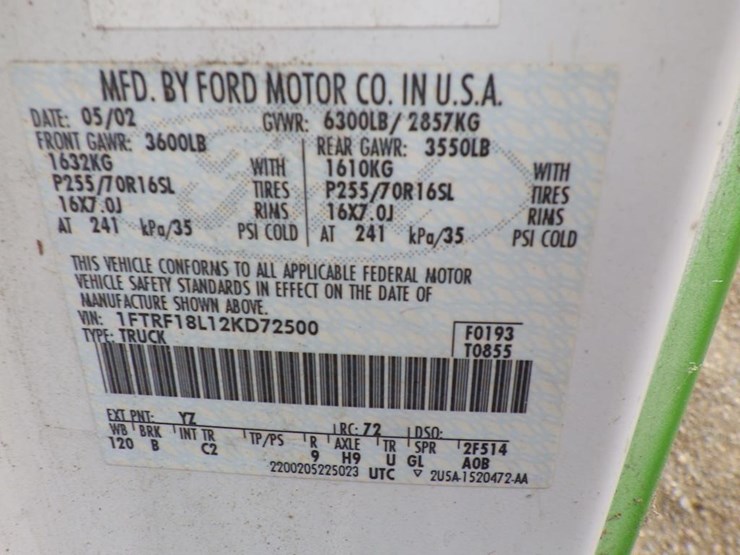 MFD. BY FORD MOTOR CO. IN U.S.A.
DATE: 05/02 GVWR: 6300LB/ 2857KG
FRONT GAWR: 3600LB REAR GAWR: 3550LB
1632KG WITH 1610KG WITH
P255/70R16SL TIRES P255/70R16SL TIRES
16X7.0J RIMS 16X7.0J RIMS
AT 241 kPa/35 PSI COLD AT 241 kPa/35 PSI COLD
THIS VEHICLE CONFORMS TO ALL APPLICABLE FEDERAL MOTOR
VEHICLE SAFETY STANDARDS IN EFFECT ON THE DATE OF
MANUFACTURE SHOWN ABOVE.
VIN: 1FTRF18L12KD72500 F0193
TYPE: TRUCK T0855
EXT PNT: YZ RC: 72 DSO:
WB BRK INT TR TP/PS R AXLE TR SPR 2F514
120 B C2 9 H9 U GL A0B
2200205225023 UTC 2U5A-1520472-AA